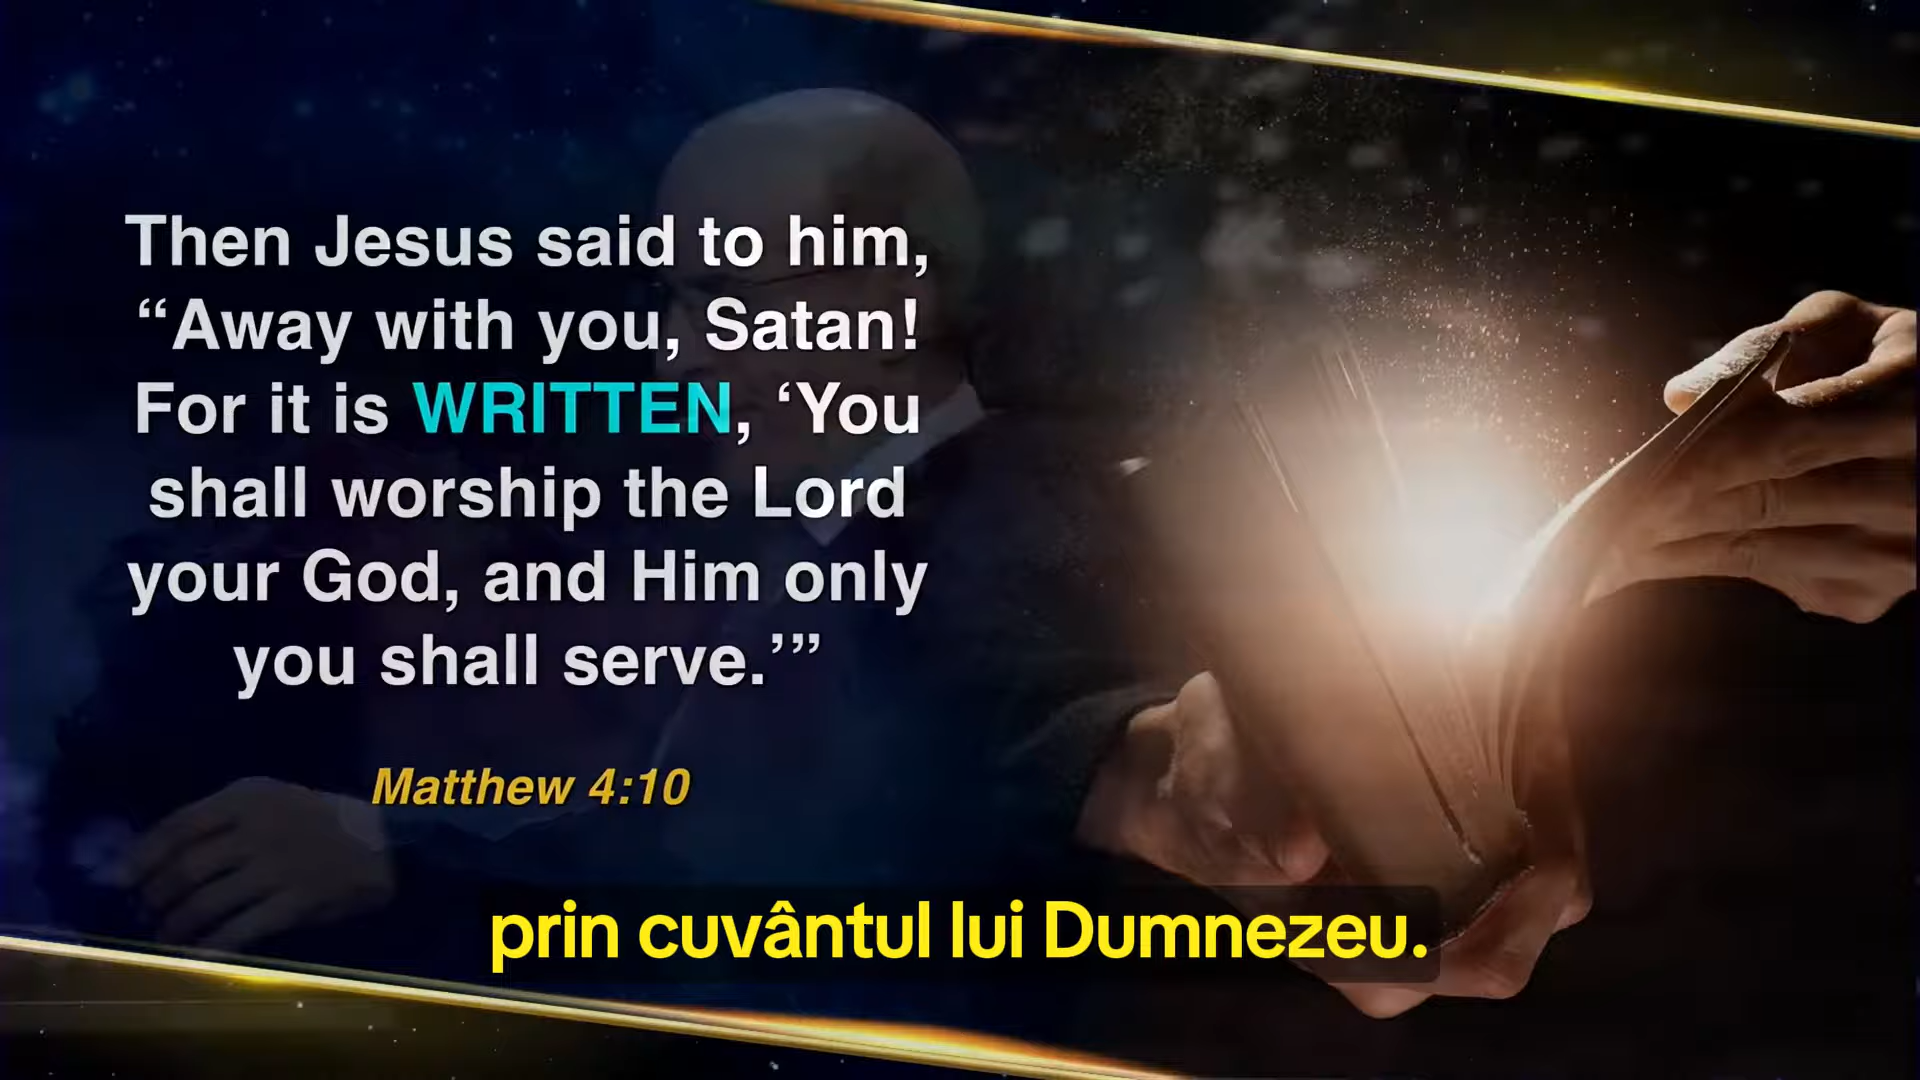 Then Jesus said to him,
“Away with you, Satan!
For it is WRITTEN, ‘You
shall worship the Lord
your God, and Him only
you shall serve.’”
Matthew 4:10
prin cuvântul lui Dumnezeu.